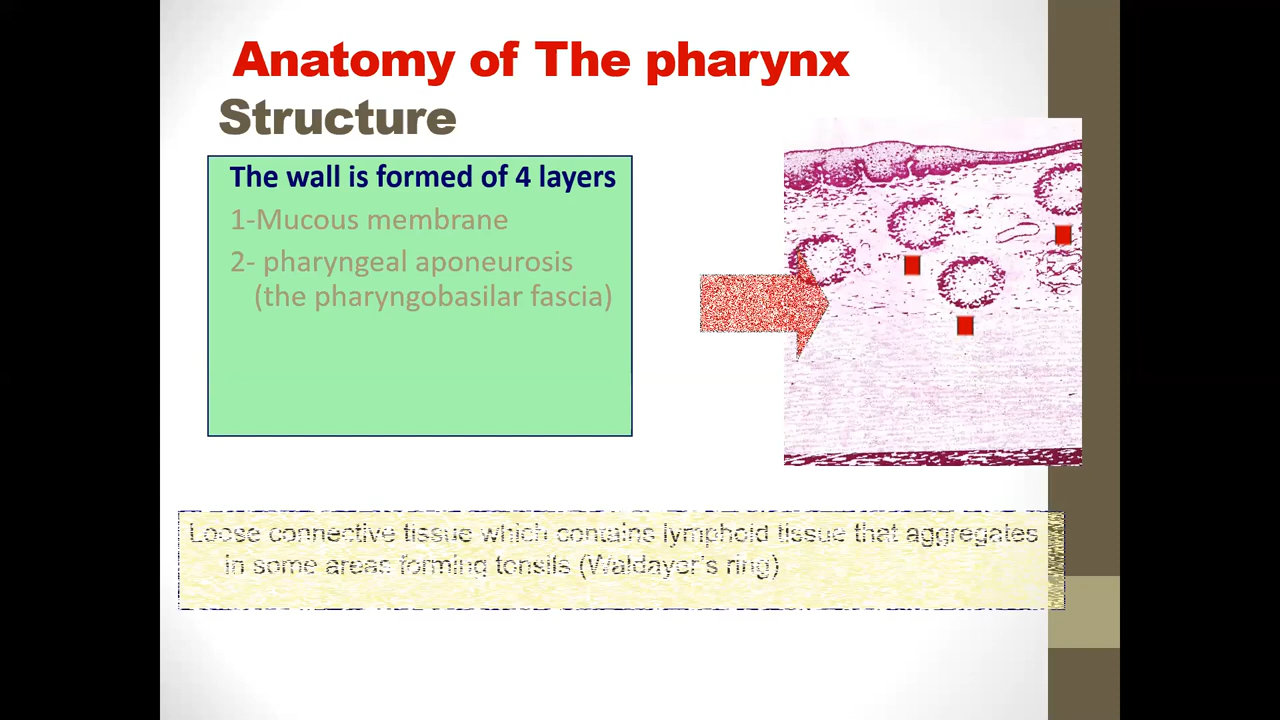 Anatomy of The pharynx
Structure
The wall is formed of 4 layers
1-Mucous membrane
2- pharyngeal aponeurosis
(the pharyngobasilar fascia)
Loose connective tissue which contains lymphoid tissue that aggregates
in some areas forming tonsils (Waldayer's ring)